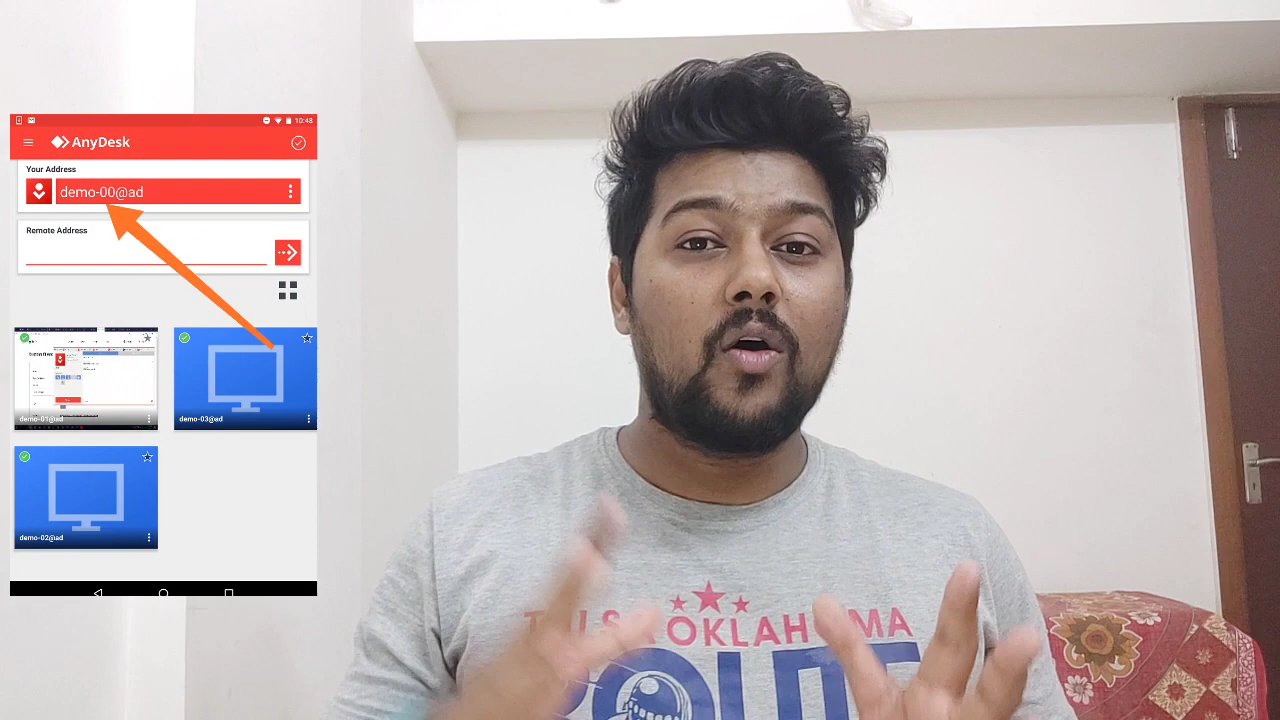 10:48
AnyDesk
Your Address
demo-00@ad
Remote Address
demo-01@ad
demo-03@ad
demo-02@ad
OKLAHOMA